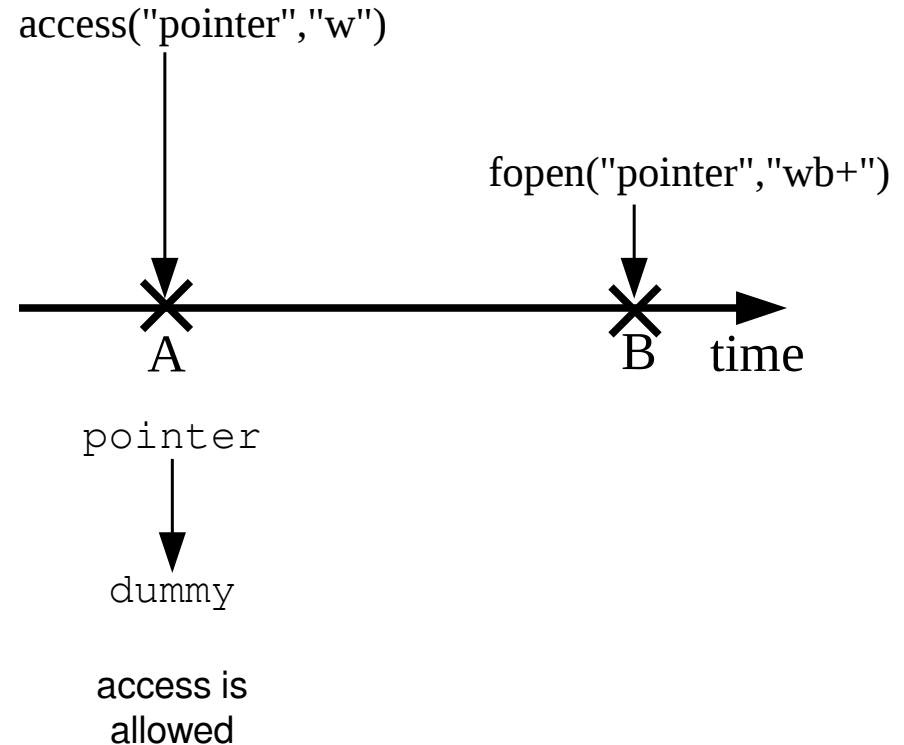 access("pointer","w")
fopen("pointer","wb+")
A
B
time
pointer
dummy
access is
allowed